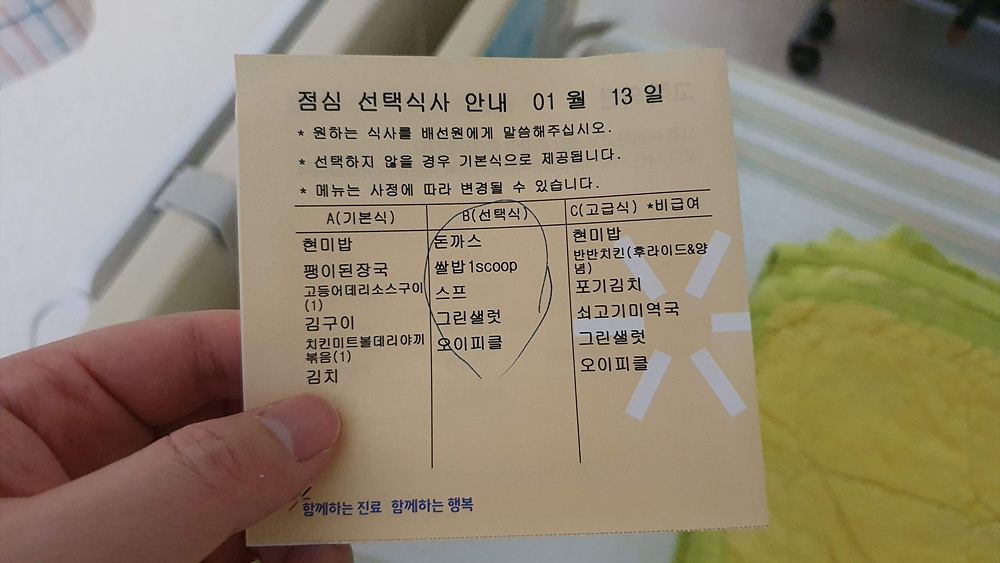 점심 선택식사 안내 01월 13일
* 원하는 식사를 배선원에게 말씀해주십시오.
* 선택하지 않을 경우 기본식으로 제공됩니다.
* 메뉴는 사정에 따라 변경될 수 있습니다.
A(기본식)
현미밥
팽이된장국
고등어데리소스구이
(1)
김구이
치킨미트볼데리야끼
볶음(1)
김치
B(선택식)
돈까스
쌀밥1scoop
스프
그린샐럿
오이피클
C(고급식) *비급여
현미밥
반반치킨(후라이드&양
념)
포기김치
쇠고기미역국
그린샐럿
오이피클
함께하는 진료 함께하는 행복